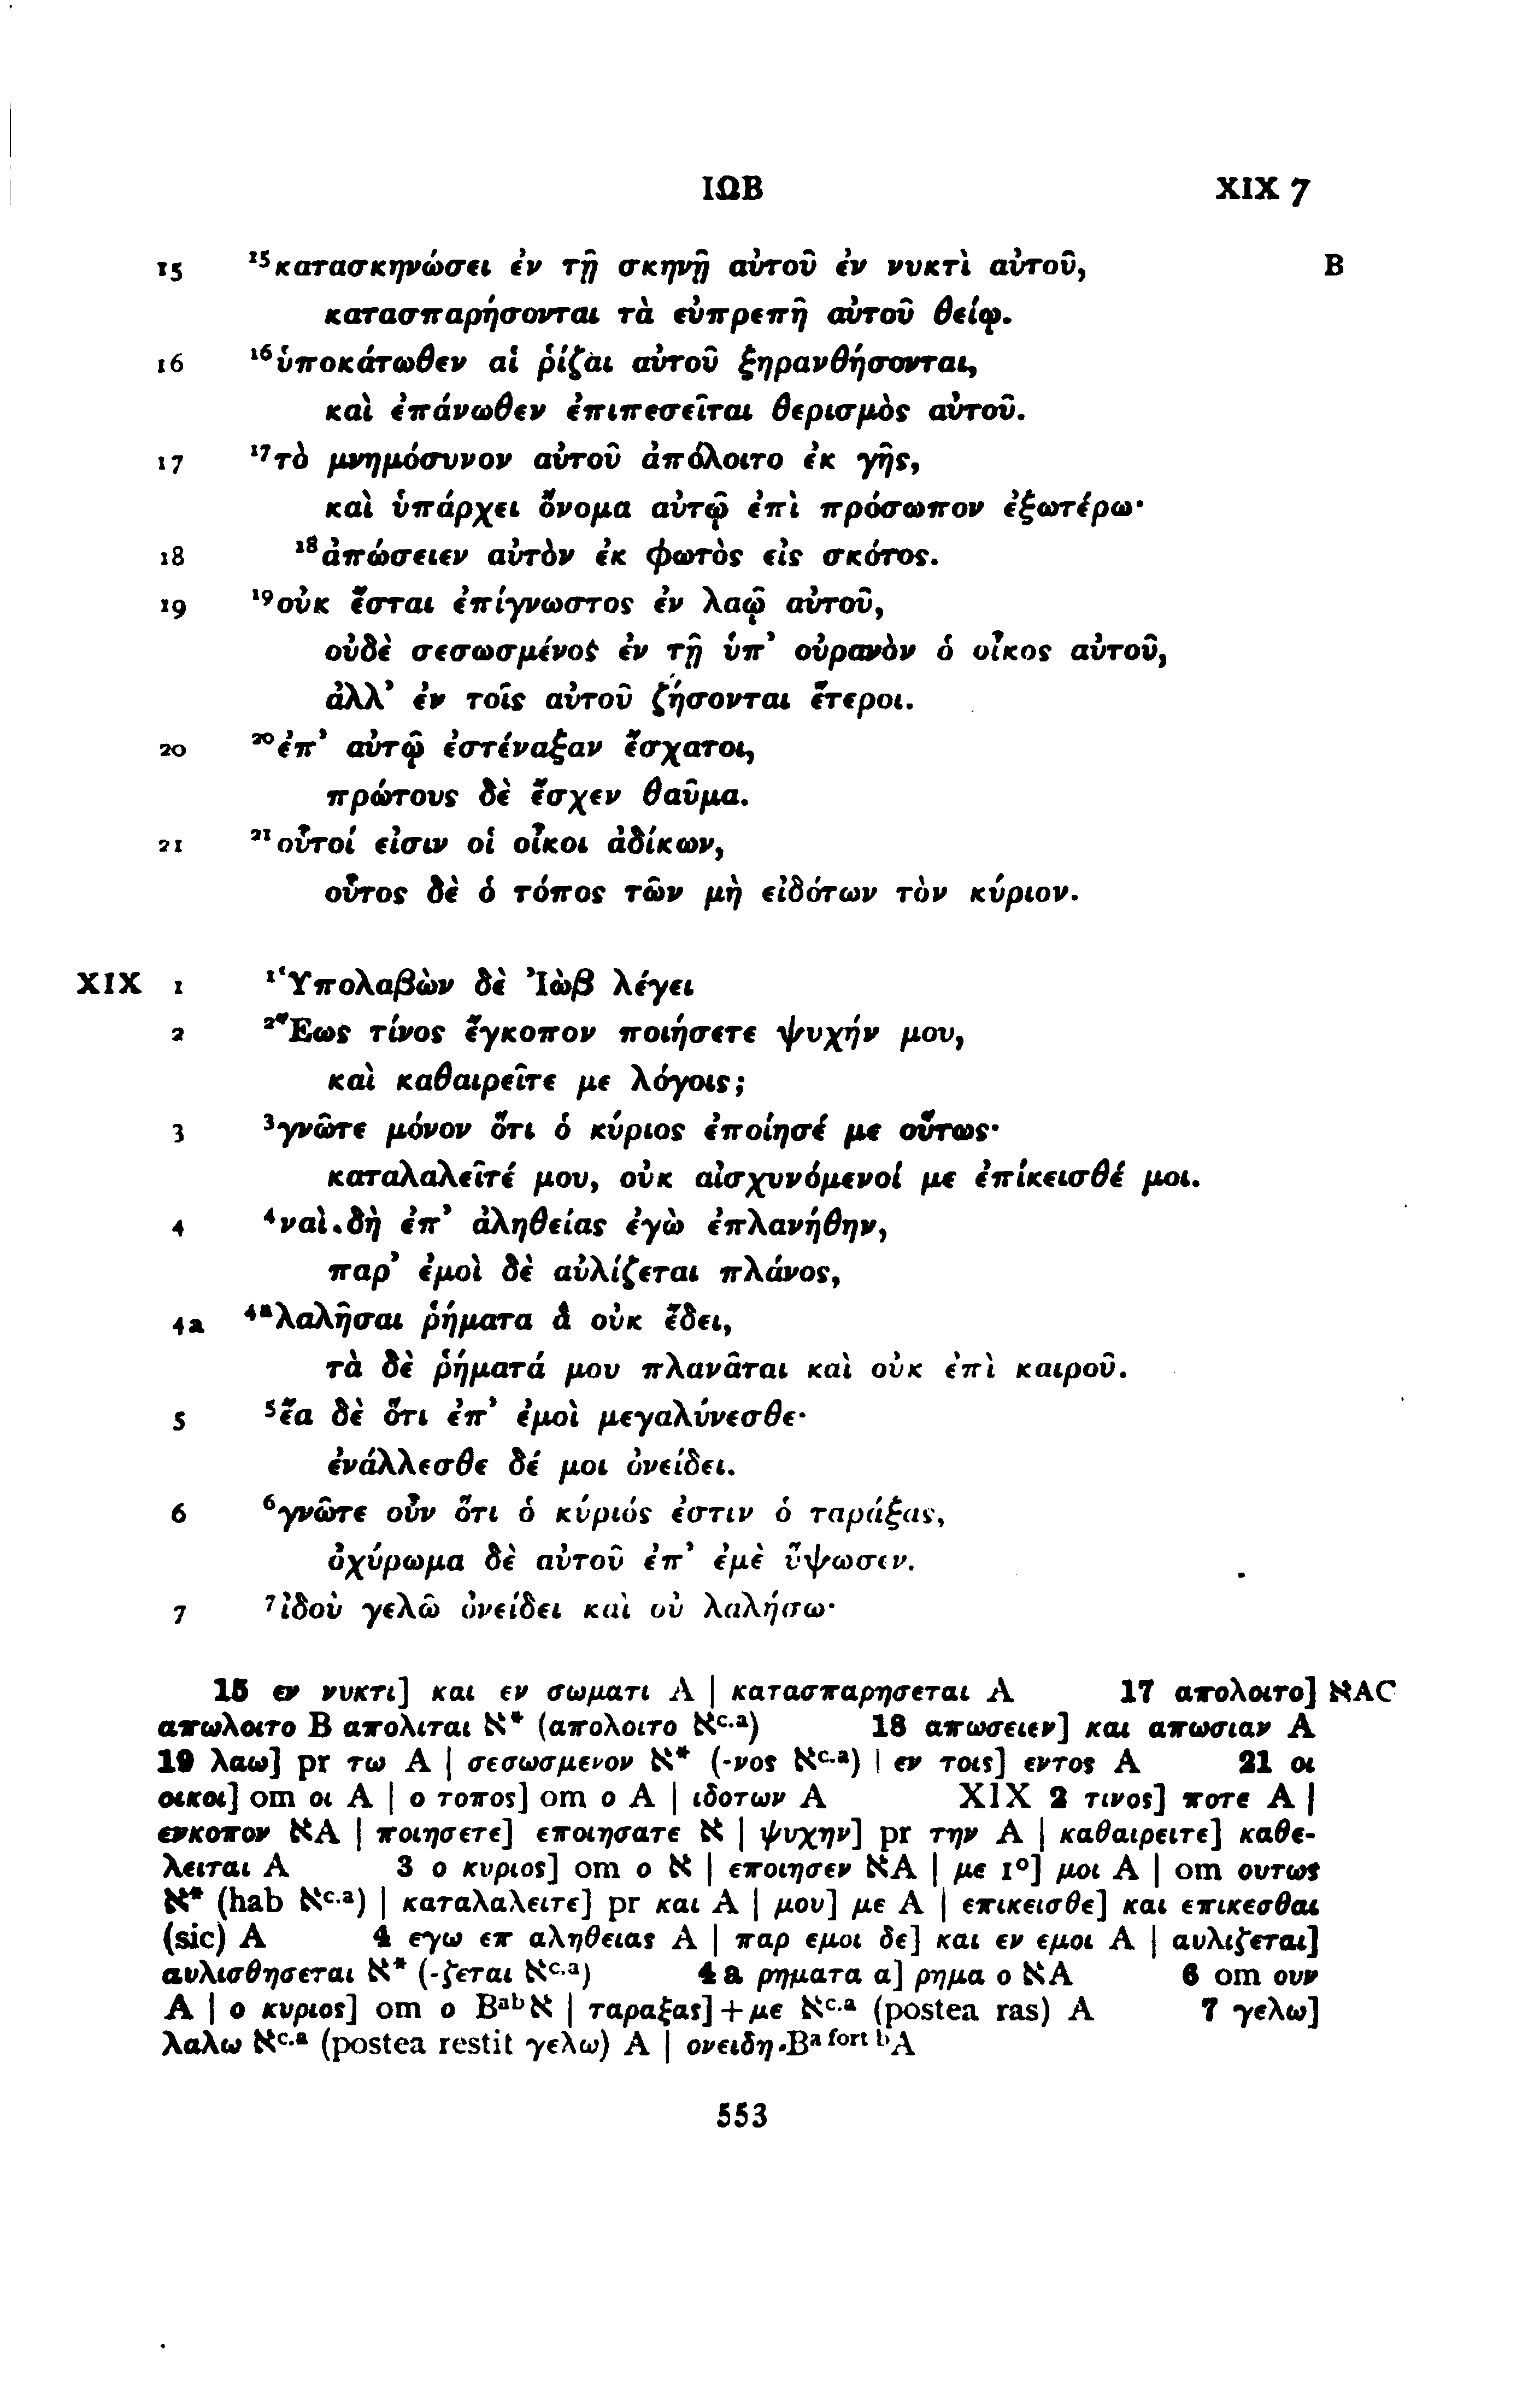 ΙΩΒ XIX 7
15 ¹⁵κατασκηνώσει ἐν τῇ σκηνῇ αὐτοῦ ἐν νυκτὶ αὐτοῦ, B
κατασπαρήσονται τὰ εὐπρεπῆ αὐτοῦ θείῳ.
16 ¹⁶ὑποκάτωθεν αἱ ῥίζαι αὐτοῦ ξηρανθήσονται,
καὶ ἐπάνωθεν ἐπιπεσεῖται θερισμὸς αὐτοῦ.
17 ¹⁷τὸ μνημόσυνον αὐτοῦ ἀπόλοιτο ἐκ γῆς,
καὶ ὑπάρχει ὄνομα αὐτῷ ἐπὶ πρόσωπον ἐξωτέρω·
18 ¹⁸ἀπώσειεν αὐτὸν ἐκ φωτὸς εἰς σκότος.
19 ¹⁹οὐκ ἔσται ἐπίγνωστος ἐν λαῷ αὐτοῦ,
οὐδὲ σεσωσμένος ἐν τῇ ὑπ’ οὐρανὸν ὁ οἶκος αὐτοῦ,
ἀλλ’ ἐν τοῖς αὐτοῦ ζήσονται ἕτεροι.
20 ²⁰ἐπ’ αὐτῷ ἐστέναξαν ἔσχατοι,
πρώτους δὲ ἔσχεν θαῦμα.
21 ²¹οὗτοί εἰσιν οἱ οἶκοι ἀδίκων,
οὗτος δὲ ὁ τόπος τῶν μὴ εἰδότων τὸν κύριον.
XIX 1 ¹Ὑπολαβὼν δὲ Ἰὼβ λέγει
2 ²Ἕως τίνος ἔγκοπον ποιήσετε ψυχήν μου,
καὶ καθαιρεῖτε με λόγοις;
3 ³γνῶτε μόνον ὅτι ὁ κύριος ἐποίησέ με οὕτως·
καταλαλεῖτέ μου, οὐκ αἰσχυνόμενοί με ἐπίκεισθέ μοι.
4 ⁴ναὶ δὴ ἐπ’ ἀληθείας ἐγὼ ἐπλανήθην,
παρ’ ἐμοὶ δὲ αὐλίζεται πλάνος,
4a ⁴ᵃλαλῆσαι ῥήματα ἃ οὐκ ἔδει,
τὰ δὲ ῥήματά μου πλανᾶται καὶ οὐκ ἐπὶ καιροῦ.
5 ⁵ἔα δὲ ὅτι ἐπ’ ἐμοὶ μεγαλύνεσθε·
ἐνάλλεσθε δέ μοι ὀνείδει.
6 ⁶γνῶτε οὖν ὅτι ὁ κύριός ἐστιν ὁ ταράξας,
ὀχύρωμα δὲ αὐτοῦ ἐπ’ ἐμὲ ὕψωσεν.
7 ⁷ἰδοὺ γελῶ ὀνείδει καὶ οὐ λαλήσω·
15 εν νυκτι] και εν σωματι A | κατασπαρησεται A 17 απολοιτο] אAC
απωλοιτο B απολιται א* (απολοιτο אᶜ·ᵃ) 18 απωσειεν] και απωσιαν A
19 λαω] pr τω A | σεσωσμενον א* (-νος אᶜ·ᵃ) | εν τοις] εντος A 21 οι
οικοι] om οι A | ο τοπος] om ο A | ιδοτων A XIX 2 τινος] ποτε A |
ενκοπον אA | ποιησετε] εποιησατε א | ψυχην] pr την A | καθαιρειτε] καθε-
λειται A 3 ο κυριος] om ο א | εποιησεν אA | με 1°] μοι A | om ουτως
א* (hab אᶜ·ᵃ) | καταλαλειτε] pr και A | μου] με A | επικεισθε] και επικεσθαι
(sic) A 4 εγω επ αληθειας A | παρ εμοι δε] και εν εμοι A | αυλιζεται]
αυλισθησεται א* (-ζεται אᶜ·ᵃ) 4 a ρηματα α] ρημα ο אA 6 om ουν
A | ο κυριος] om ο Bᵃᵇא | ταραξας]+με אᶜ·ᵃ (postea ras) A 7 γελω]
λαλω אᶜ·ᵃ (postea restit γελω) A | ονειδη Bᵃ ᶠᵒʳᵗ ᵇA
553